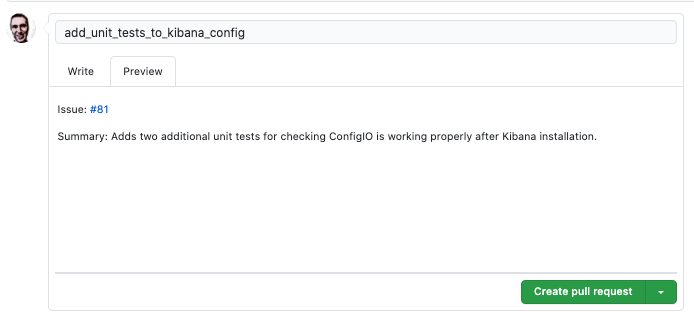 add_unit_tests_to_kibana_config
Write Preview
Issue: #81
Summary: Adds two additional unit tests for checking ConfigIO is working properly after Kibana installation.
Create pull request